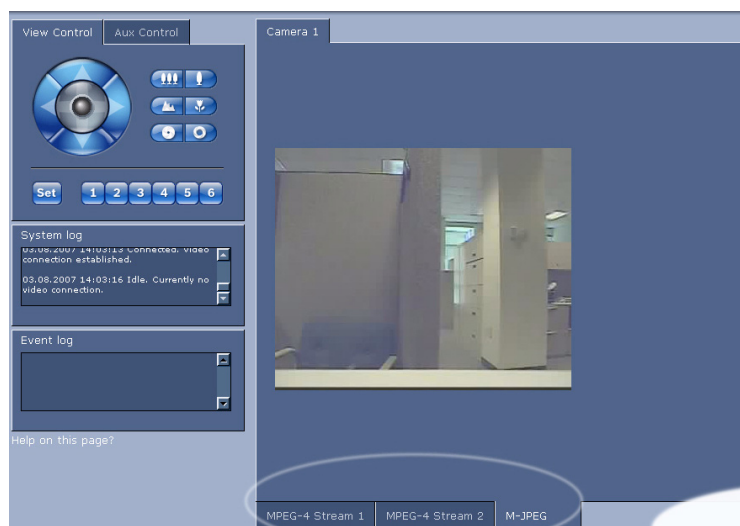 View Control
Aux Control
Camera 1
Set
1
2
3
4
5
6
System log
03.08.2007 14:03:13 Connected. Video
connection established.
03.08.2007 14:03:16 Idle. Currently no
video connection.
Event log
Help on this page?
MPEG-4 Stream 1
MPEG-4 Stream 2
M-JPEG